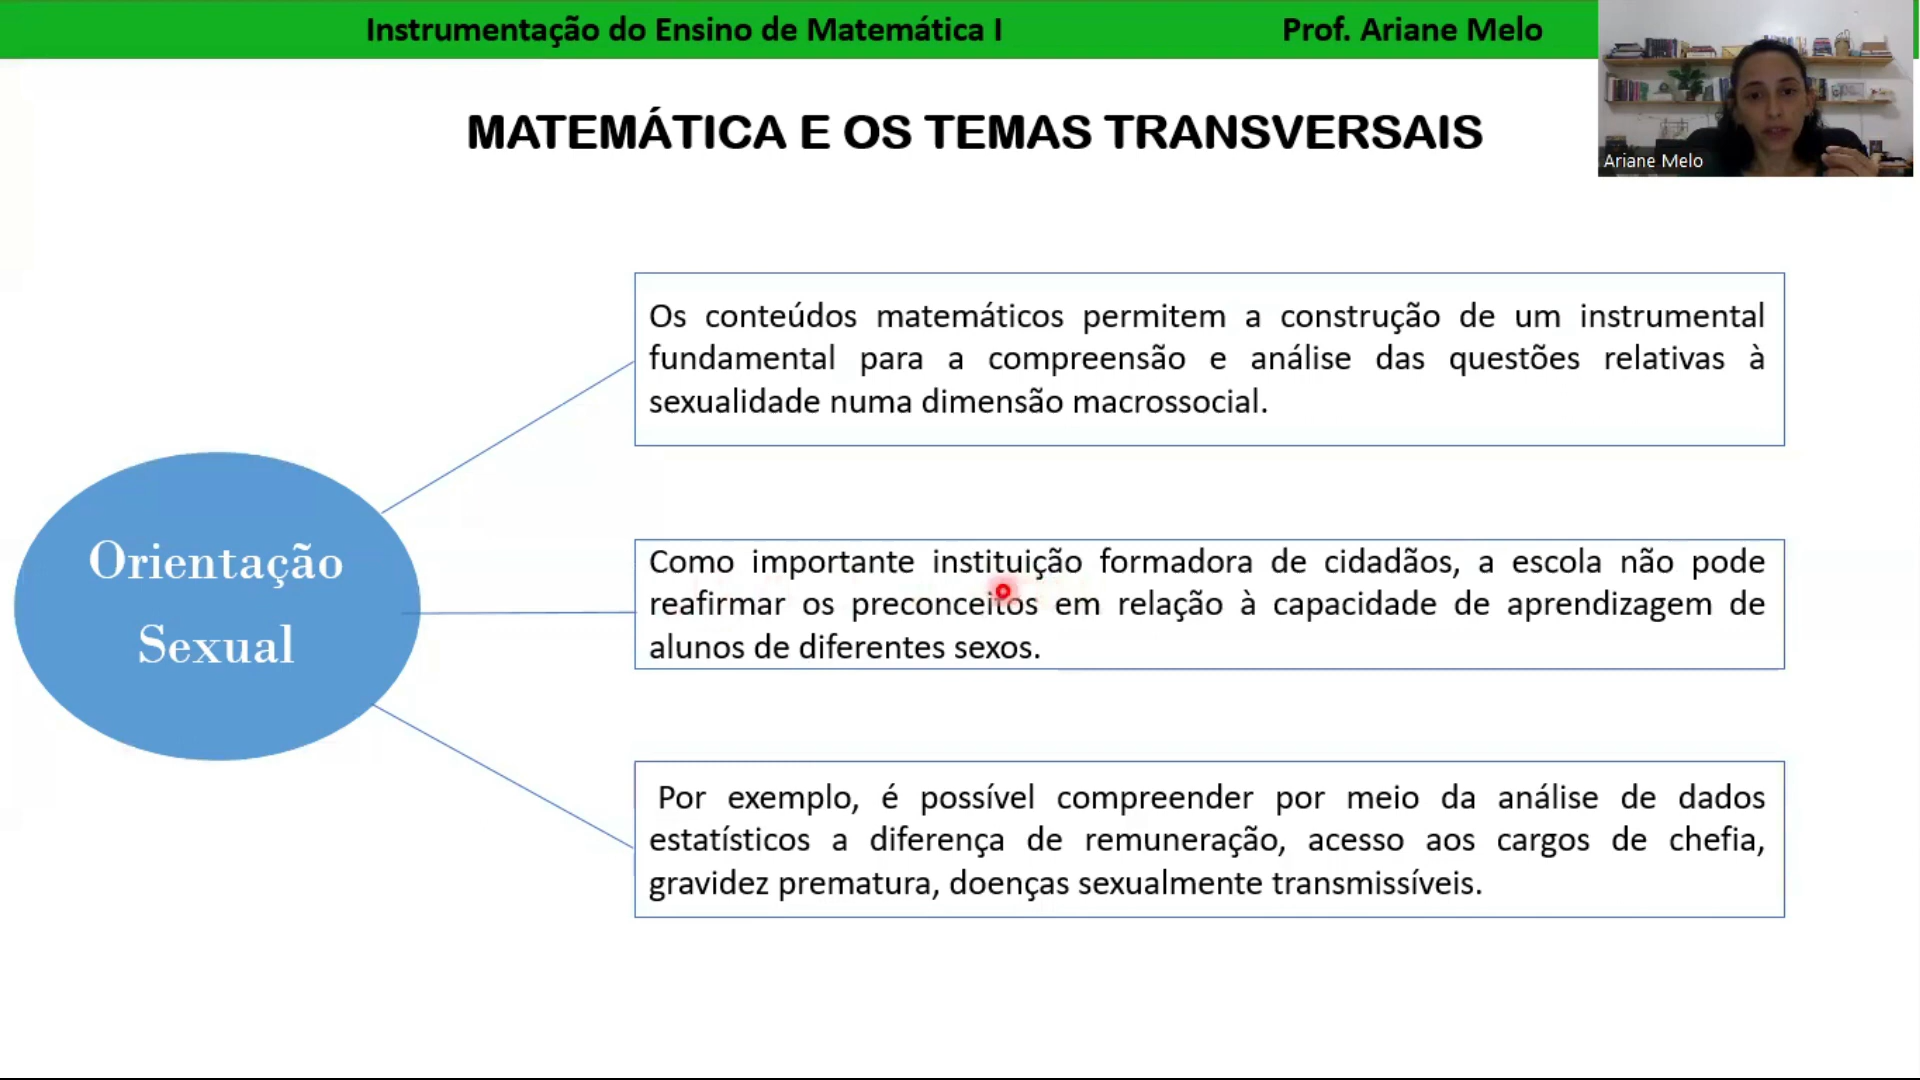 Instrumentação do Ensino de Matemática I
Prof. Ariane Melo
Ariane Melo
MATEMÁTICA E OS TEMAS TRANSVERSAIS
Orientação
Sexual
Os conteúdos matemáticos permitem a construção de um instrumental
fundamental para a compreensão e análise das questões relativas à
sexualidade numa dimensão macrossocial.
Como importante instituição formadora de cidadãos, a escola não pode
reafirmar os preconceitos em relação à capacidade de aprendizagem de
alunos de diferentes sexos.
Por exemplo, é possível compreender por meio da análise de dados
estatísticos a diferença de remuneração, acesso aos cargos de chefia,
gravidez prematura, doenças sexualmente transmissíveis.